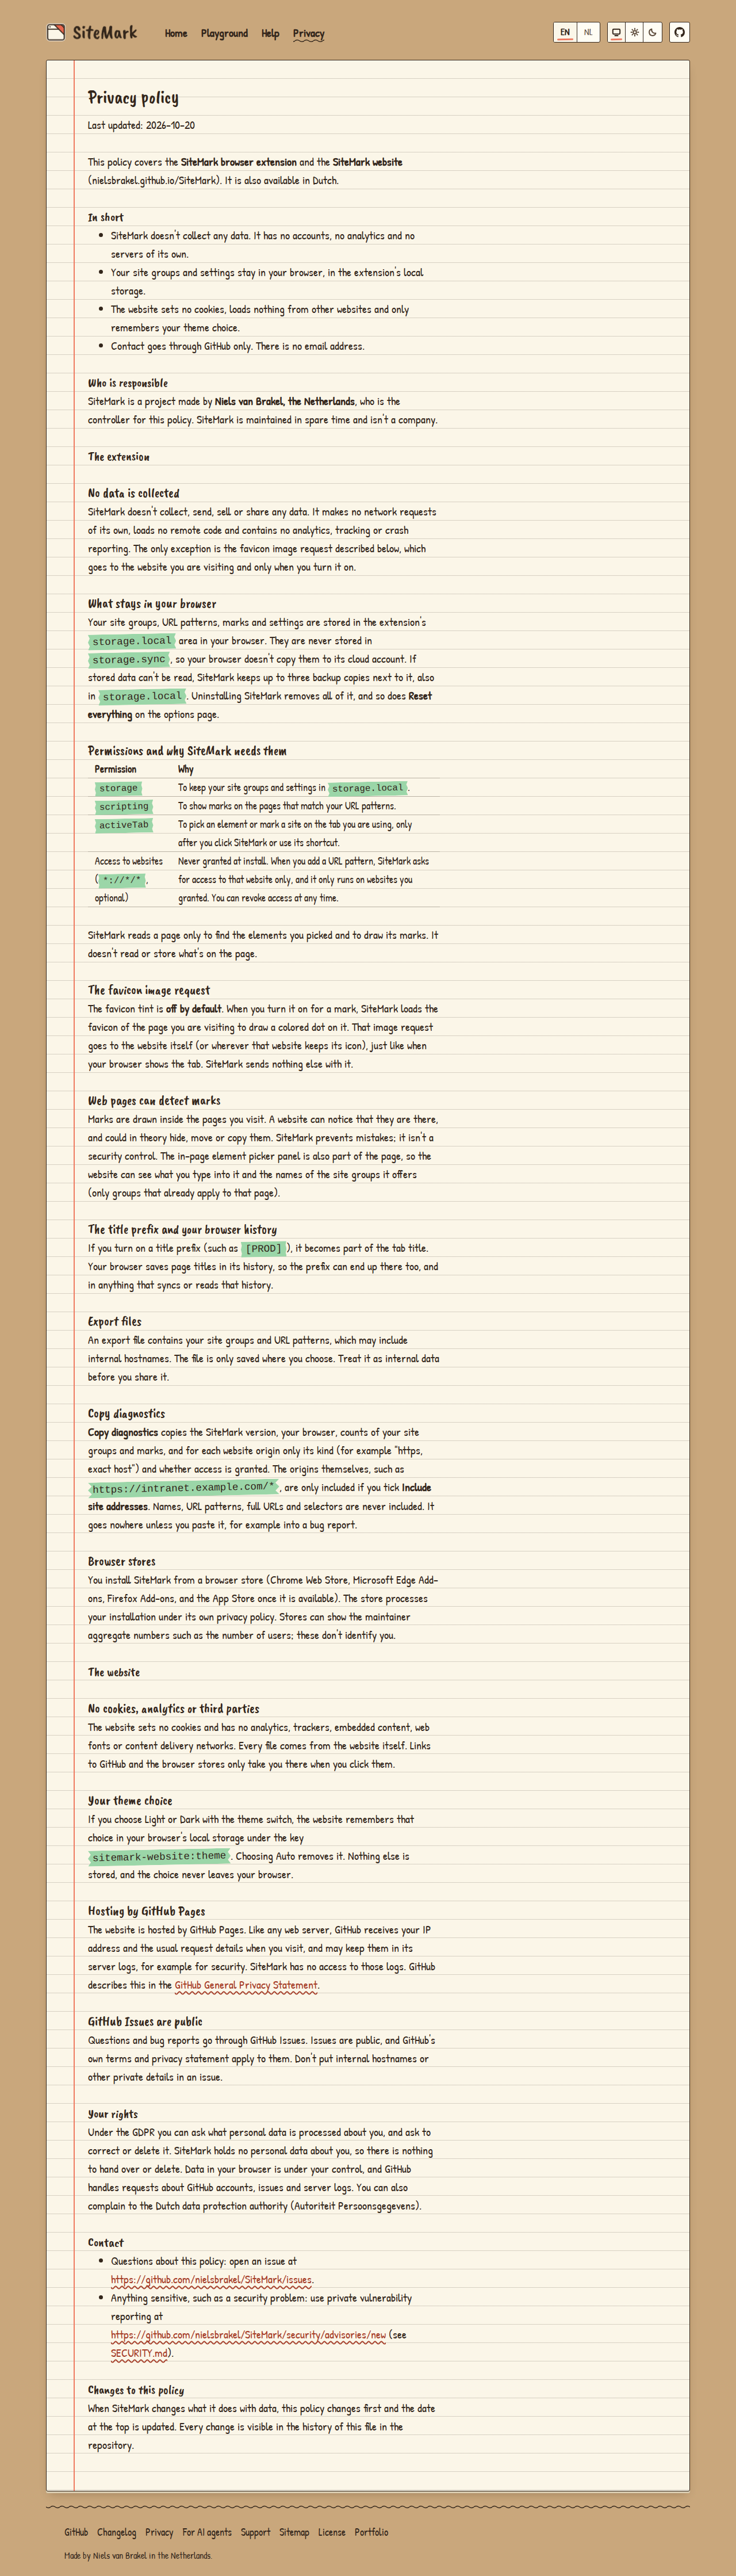 SiteMark Home Playground Help Privacy EN NL
Privacy policy
Last updated: 2026-10-20
This policy covers the SiteMark browser extension and the SiteMark website
(nielsbrakel.github.io/SiteMark). It is also available in Dutch.
In short
SiteMark doesn't collect any data. It has no accounts, no analytics and no
servers of its own.
Your site groups and settings stay in your browser, in the extension's local
storage.
The website sets no cookies, loads nothing from other websites and only
remembers your theme choice.
Contact goes through GitHub only. There is no email address.
Who is responsible
SiteMark is a project made by Niels van Brakel, the Netherlands, who is the
controller for this policy. SiteMark is maintained in spare time and isn't a company.
The extension
No data is collected
SiteMark doesn't collect, send, sell or share any data. It makes no network requests
of its own, loads no remote code and contains no analytics, tracking or crash
reporting. The only exception is the favicon image request described below, which
goes to the website you are visiting and only when you turn it on.
What stays in your browser
Your site groups, URL patterns, marks and settings are stored in the extension's
storage.local area in your browser. They are never stored in
storage.sync, so your browser doesn't copy them to its cloud account. If
stored data can't be read, SiteMark keeps up to three backup copies next to it, also
in storage.local. Uninstalling SiteMark removes all of it, and so does Reset
everything on the options page.
Permissions and why SiteMark needs them
Permission Why
storage To keep your site groups and settings in storage.local.
scripting To show marks on the pages that match your URL patterns.
activeTab To pick an element or mark a site on the tab you are using, only
after you click SiteMark or use its shortcut.
Access to websites Never granted at install. When you add a URL pattern, SiteMark asks
(*://*/*, for access to that website only, and it only runs on websites you
optional) granted. You can revoke access at any time.
SiteMark reads a page only to find the elements you picked and to draw its marks. It
doesn't read or store what's on the page.
The favicon image request
The favicon tint is off by default. When you turn it on for a mark, SiteMark loads the
favicon of the page you are visiting to draw a colored dot on it. That image request
goes to the website itself (or wherever that website keeps its icon), just like when
your browser shows the tab. SiteMark sends nothing else with it.
Web pages can detect marks
Marks are drawn inside the pages you visit. A website can notice that they are there,
and could in theory hide, move or copy them. SiteMark prevents mistakes; it isn't a
security control. The in-page element picker panel is also part of the page, so the
website can see what you type into it and the names of the site groups it offers
(only groups that already apply to that page).
The title prefix and your browser history
If you turn on a title prefix (such as [PROD]), it becomes part of the tab title.
Your browser saves page titles in its history, so the prefix can end up there too, and
in anything that syncs or reads that history.
Export files
An export file contains your site groups and URL patterns, which may include
internal hostnames. The file is only saved where you choose. Treat it as internal data
before you share it.
Copy diagnostics
Copy diagnostics copies the SiteMark version, your browser, counts of your site
groups and marks, and for each website origin only its kind (for example "https,
exact host") and whether access is granted. The origins themselves, such as
https://intranet.example.com/*, are only included if you tick Include
site addresses. Names, URL patterns, full URLs and selectors are never included. It
goes nowhere unless you paste it, for example into a bug report.
Browser stores
You install SiteMark from a browser store (Chrome Web Store, Microsoft Edge Add-
ons, Firefox Add-ons, and the App Store once it is available). The store processes
your installation under its own privacy policy. Stores can show the maintainer
aggregate numbers such as the number of users; these don't identify you.
The website
No cookies, analytics or third parties
The website sets no cookies and has no analytics, trackers, embedded content, web
fonts or content delivery networks. Every file comes from the website itself. Links
to GitHub and the browser stores only take you there when you click them.
Your theme choice
If you choose Light or Dark with the theme switch, the website remembers that
choice in your browser's local storage under the key
sitemark-website:theme. Choosing Auto removes it. Nothing else is
stored, and the choice never leaves your browser.
Hosting by GitHub Pages
The website is hosted by GitHub Pages. Like any web server, GitHub receives your IP
address and the usual request details when you visit, and may keep them in its
server logs, for example for security. SiteMark has no access to those logs. GitHub
describes this in the GitHub General Privacy Statement.
GitHub Issues are public
Questions and bug reports go through GitHub Issues. Issues are public, and GitHub's
own terms and privacy statement apply to them. Don't put internal hostnames or
other private details in an issue.
Your rights
Under the GDPR you can ask what personal data is processed about you, and ask to
correct or delete it. SiteMark holds no personal data about you, so there is nothing
to hand over or delete. Data in your browser is under your control, and GitHub
handles requests about GitHub accounts, issues and server logs. You can also
complain to the Dutch data protection authority (Autoriteit Persoonsgegevens).
Contact
Questions about this policy: open an issue at
https://github.com/nielsbrakel/SiteMark/issues.
Anything sensitive, such as a security problem: use private vulnerability
reporting at
https://github.com/nielsbrakel/SiteMark/security/advisories/new (see
SECURITY.md).
Changes to this policy
When SiteMark changes what it does with data, this policy changes first and the date
at the top is updated. Every change is visible in the history of this file in the
repository.
GitHub Changelog Privacy For AI agents Support Sitemap License Portfolio
Made by Niels van Brakel in the Netherlands.